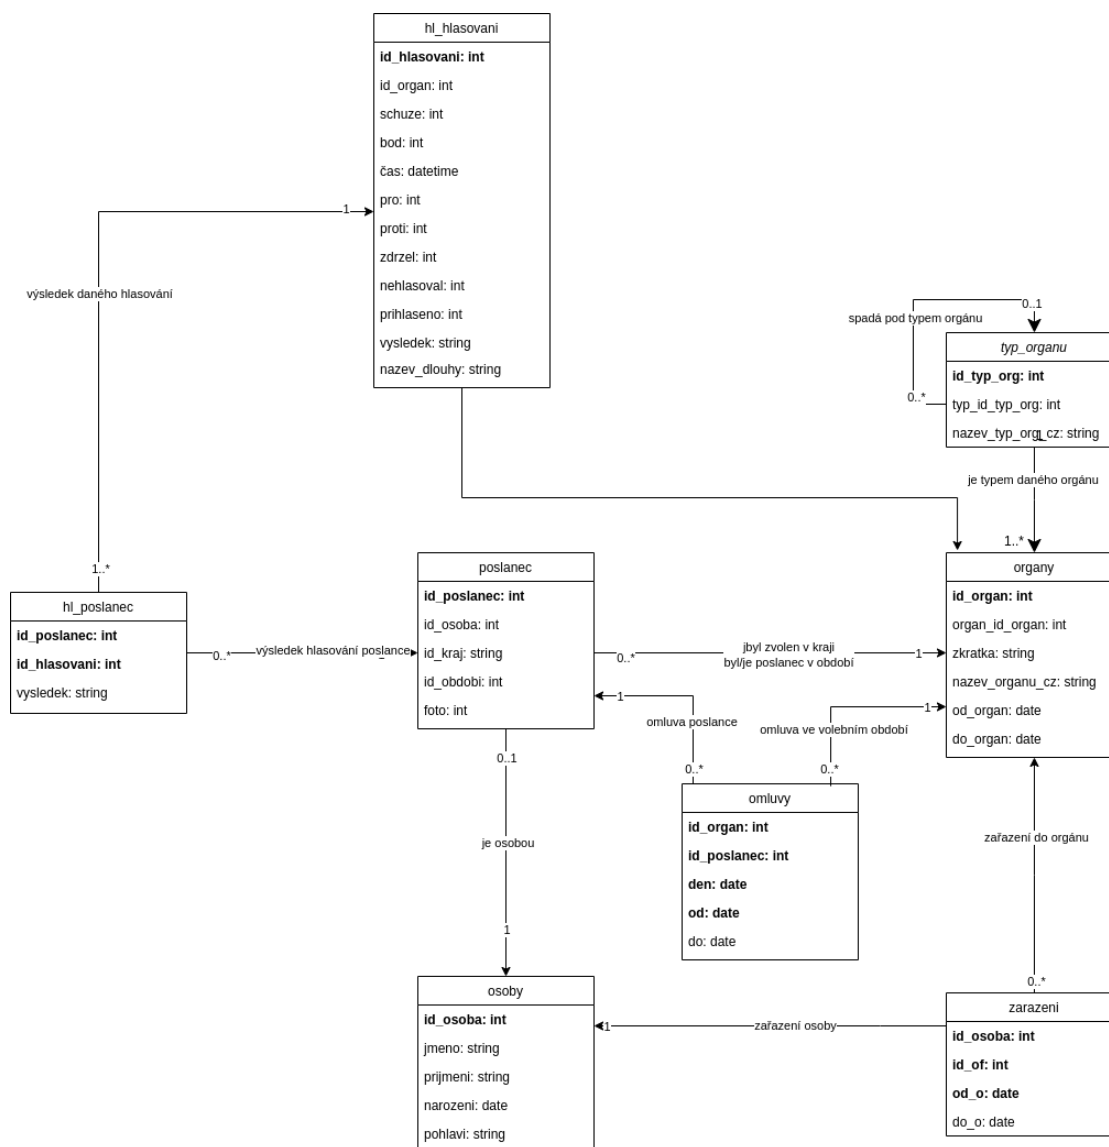 hl_hlasovani
id_hlasovani: int
id_organ: int
schuze: int
bod: int
čas: datetime
pro: int
proti: int
zdrzel: int
nehlasoval: int
prihlaseno: int
vysledek: string
nazev_dlouhy: string
1
výsledek daného hlasování
1..*
0..1
spadá pod typem orgánu
0..*
typ_organu
id_typ_org: int
typ_id_typ_org: int
nazev_typ_org_cz: string
1
je typem daného orgánu
1..*
hl_poslanec
id_poslanec: int
id_hlasovani: int
vysledek: string
0..*
výsledek hlasování poslance
poslanec
id_poslanec: int
id_osoba: int
id_kraj: string
id_obdobi: int
foto: int
0..*
jbyl zvolen v kraji
byl/je poslanec v období
1
organy
id_organ: int
organ_id_organ: int
zkratka: string
nazev_organu_cz: string
od_organ: date
do_organ: date
1
omluva poslance
0..*
1
omluva ve volebním období
0..*
omluvy
id_organ: int
id_poslanec: int
den: date
od: date
do: date
0..1
je osobou
1
zařazení do orgánu
0..*
osoby
id_osoba: int
jmeno: string
prijmeni: string
narozeni: date
pohlavi: string
1
zařazení osoby
zarazeni
id_osoba: int
id_of: int
od_o: date
do_o: date